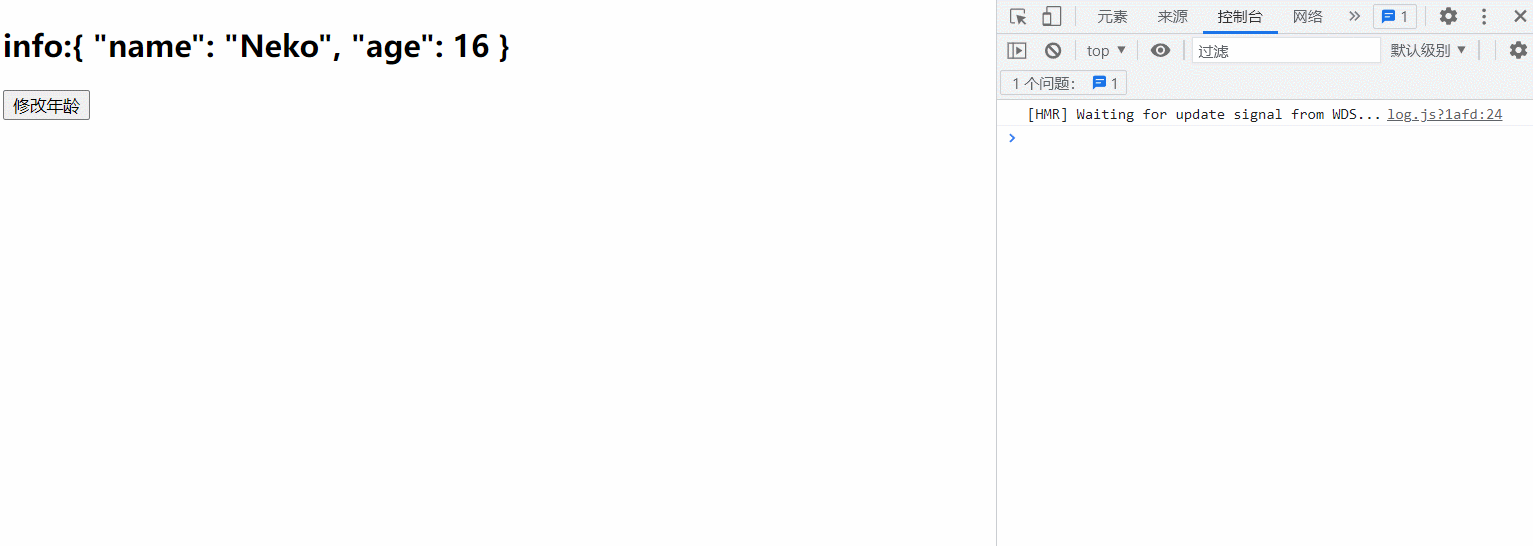 info:{ "name": "Neko", "age": 16 }
修改年龄
元素 来源 控制台 网络 » 1
top ▼ 过滤 默认级别 ▼
1 个问题: 1
[HMR] Waiting for update signal from WDS... log.js?1afd:24